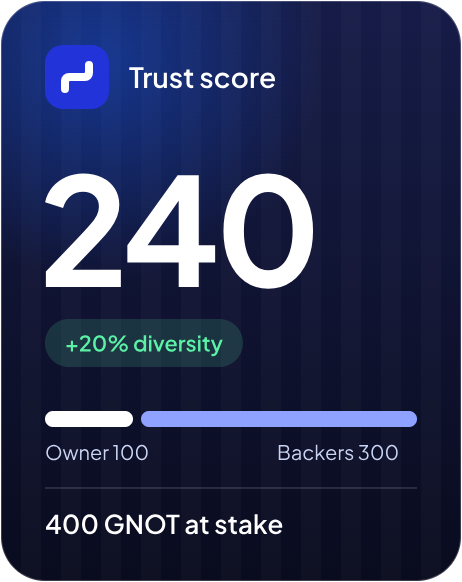 Trust score
240
+20% diversity
Owner 100
Backers 300
400 GNOT at stake